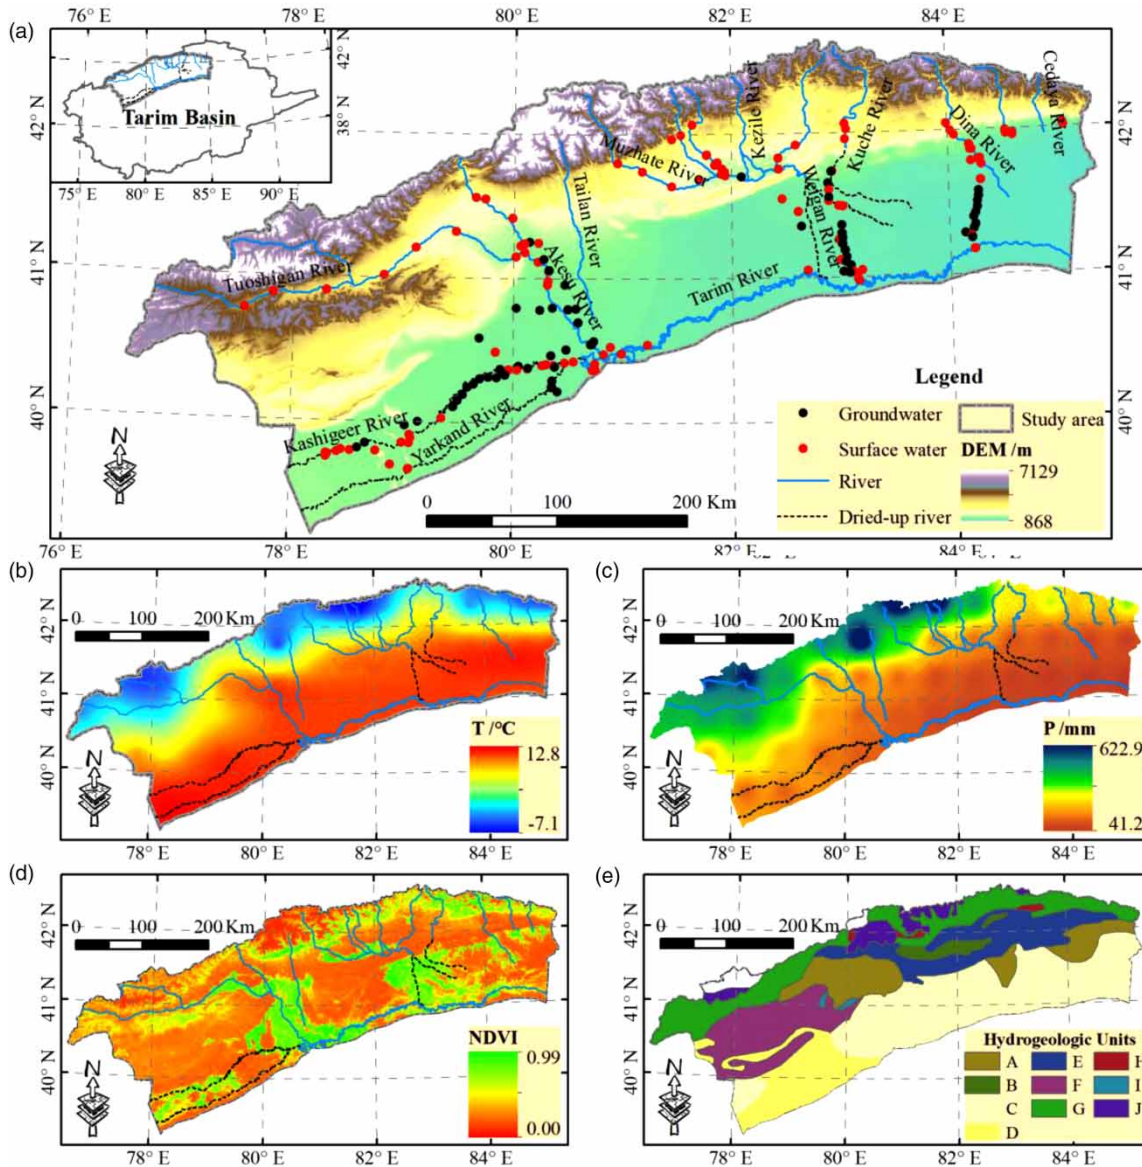 (a)
76° E
78° E
80° E
82° E
84° E
42° N
38° N
Tarim Basin
75° E
80° E
85° E
90° E
42° N
41° N
40° N
42° N
41° N
40° N
Tuoshigan River
Akesu River
Tailan River
Muzhate River
Kezile River
Weigan River
Kuche River
Dina River
Cedaya River
Tarim River
Kashigeer River
Yarkand River
N
0
100
200 Km
Legend
Groundwater
Surface water
River
Dried-up river
Study area
DEM /m
7129
868
76° E
78° E
80° E
82° E
84° E
(b)
0
100
200 Km
42° N
41° N
40° N
N
T /°C
12.8
-7.1
78° E
80° E
82° E
84° E
(c)
0
100
200 Km
42° N
41° N
40° N
N
P /mm
622.9
41.2
78° E
80° E
82° E
84° E
(d)
0
100
200 Km
42° N
41° N
40° N
N
NDVI
0.99
0.00
78° E
80° E
82° E
84° E
(e)
0
100
200 Km
42° N
41° N
40° N
N
Hydrogeologic Units
A
E
B
F
I
C
G
J
D
78° E
80° E
82° E
84° E